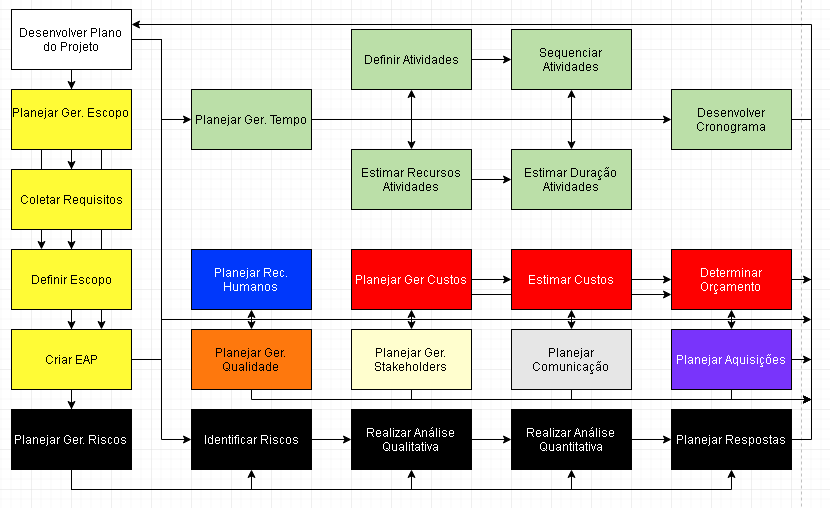 Desenvolver Plano
do Projeto
Definir Atividades
Sequenciar
Atividades
Planejar Ger. Escopo
Planejar Ger. Tempo
Desenvolver
Cronograma
Coletar Requisitos
Estimar Recursos
Atividades
Estimar Duração
Atividades
Definir Escopo
Planejar Rec.
Humanos
Planejar Ger Custos
Estimar Custos
Determinar
Orçamento
Criar EAP
Planejar Ger.
Qualidade
Planejar Ger.
Stakeholders
Planejar
Comunicação
Planejar Aquisições
Planejar Ger. Riscos
Identificar Riscos
Realizar Análise
Qualitativa
Realizar Análise
Quantitativa
Planejar Respostas